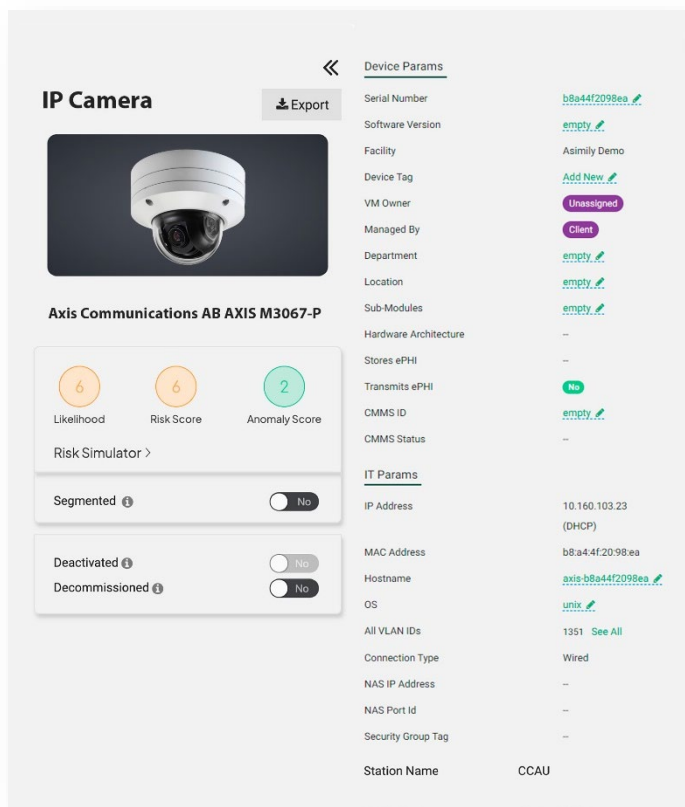 IP Camera
Export
Axis Communications AB AXIS M3067-P
6
6
2
Likelihood
Risk Score
Anomaly Score
Risk Simulator >
Segmented
No
Deactivated
No
Decommissioned
No
Device Params
Serial Number b8a44f2098ea
Software Version empty
Facility Asimily Demo
Device Tag Add New
VM Owner Unassigned
Managed By Client
Department empty
Location empty
Sub-Modules empty
Hardware Architecture --
Stores ePHI --
Transmits ePHI No
CMMS ID empty
CMMS Status --
IT Params
IP Address 10.160.103.23
(DHCP)
MAC Address b8:a4:4f:20:98:ea
Hostname axis-b8a44f2098ea
OS unix
All VLAN IDs 1351 See All
Connection Type Wired
NAS IP Address --
NAS Port Id --
Security Group Tag --
Station Name CCAU